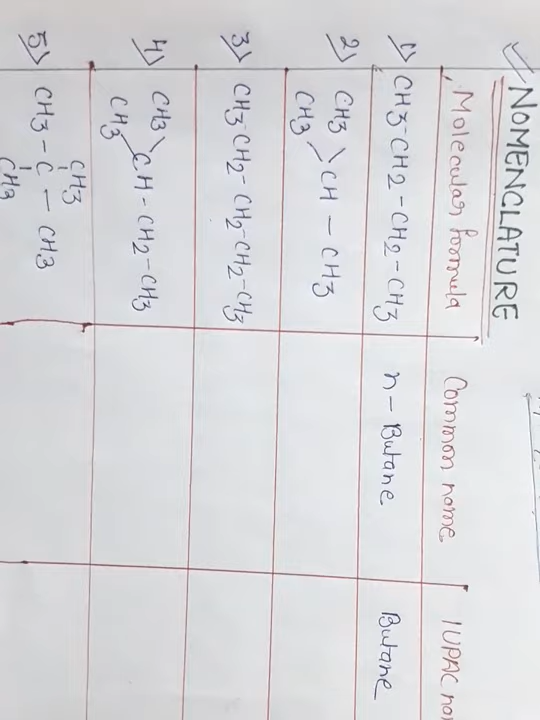 NOMENCLATURE
Molecular formula Common name IUPAC
1) CH3-CH2-CH2-CH3 n-Butane Butane
2) CH3
CH3 > CH - CH3
3) CH3-CH2-CH2-CH2-CH3
4) CH3
CH3 > CH-CH2-CH3
5) CH3
CH3 - C - CH3
CH3